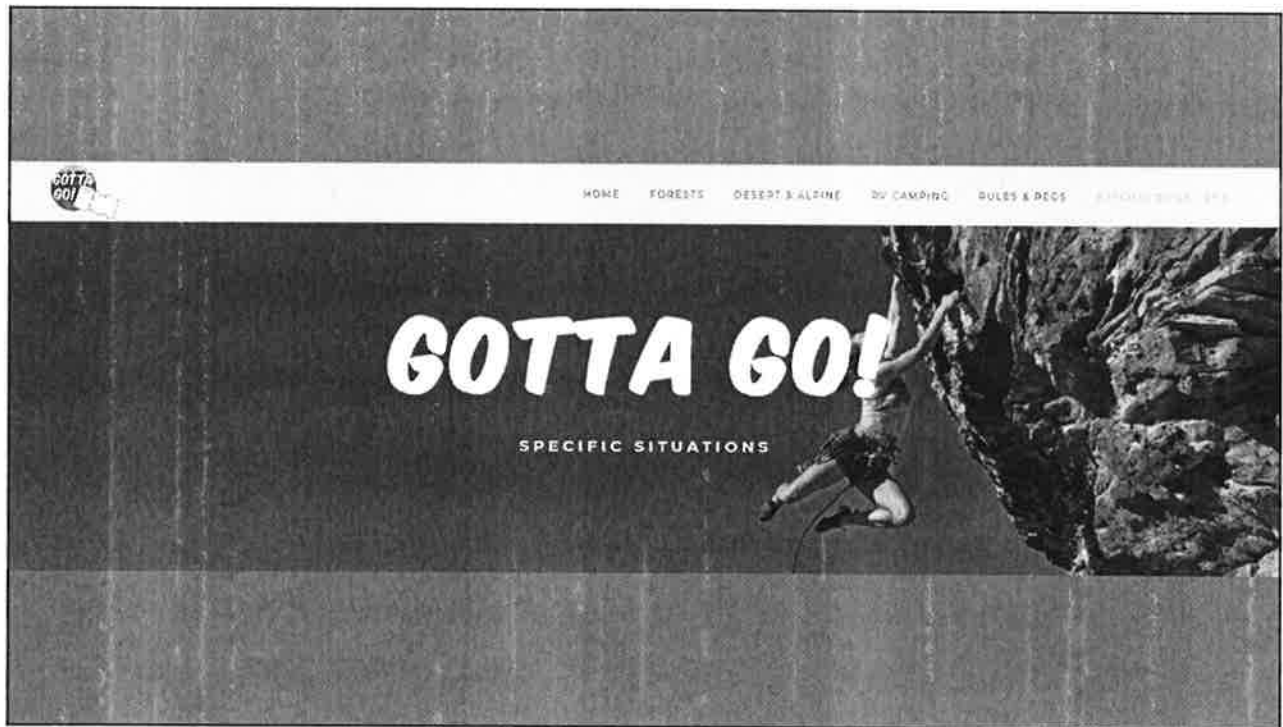 GOTTA
GO!
HOME FORESTS DESERT & ALPINE RV CAMPING RULES & REGS
GOTTA GO!
SPECIFIC SITUATIONS